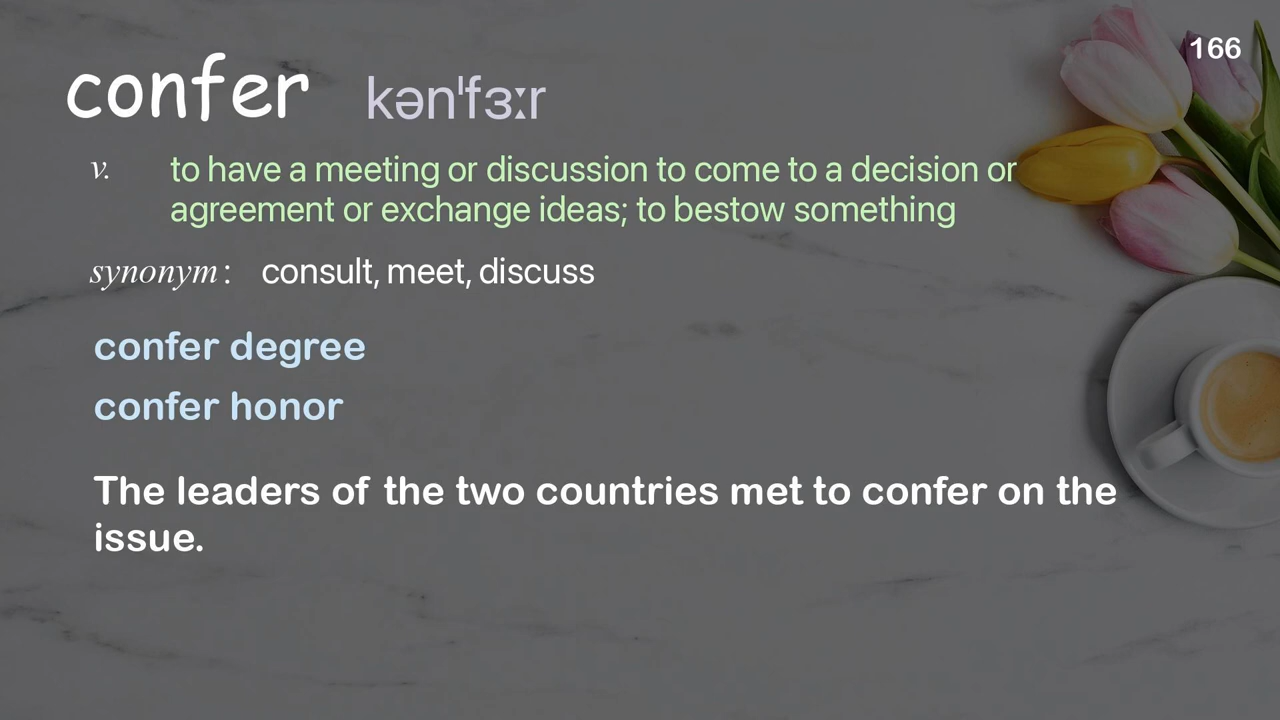 166
confer kənˈfɜːr
v. to have a meeting or discussion to come to a decision or
agreement or exchange ideas; to bestow something
synonym: consult, meet, discuss
confer degree
confer honor
The leaders of the two countries met to confer on the
issue.